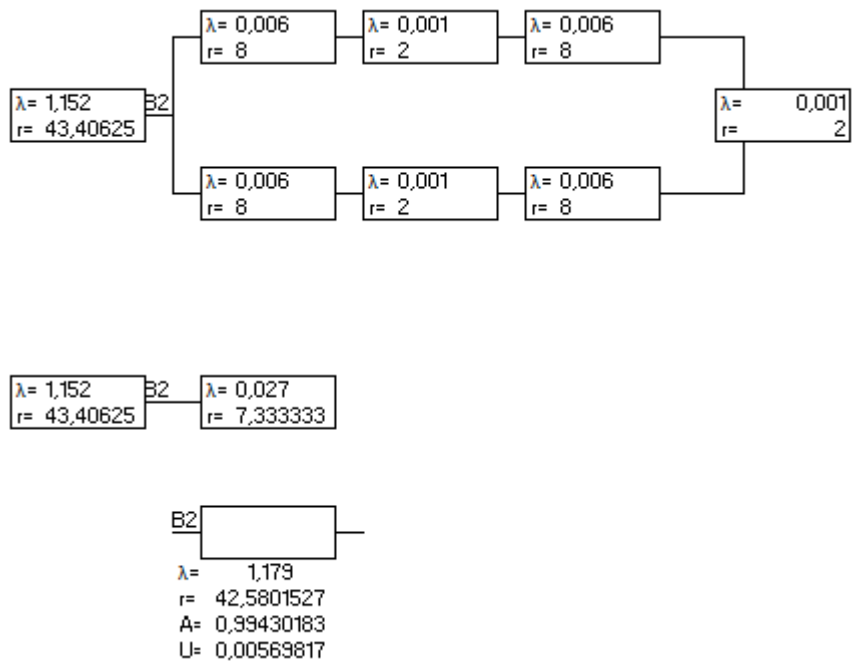 λ= 0,006
r= 8
λ= 0,001
r= 2
λ= 0,006
r= 8
λ= 1,152
r= 43,40625
B2
λ= 0,001
r= 2
λ= 0,006
r= 8
λ= 0,001
r= 2
λ= 0,006
r= 8
λ= 1,152
r= 43,40625
B2
λ= 0,027
r= 7,333333
B2
λ= 1,179
r= 42,5801527
A= 0,99430183
U= 0,00569817